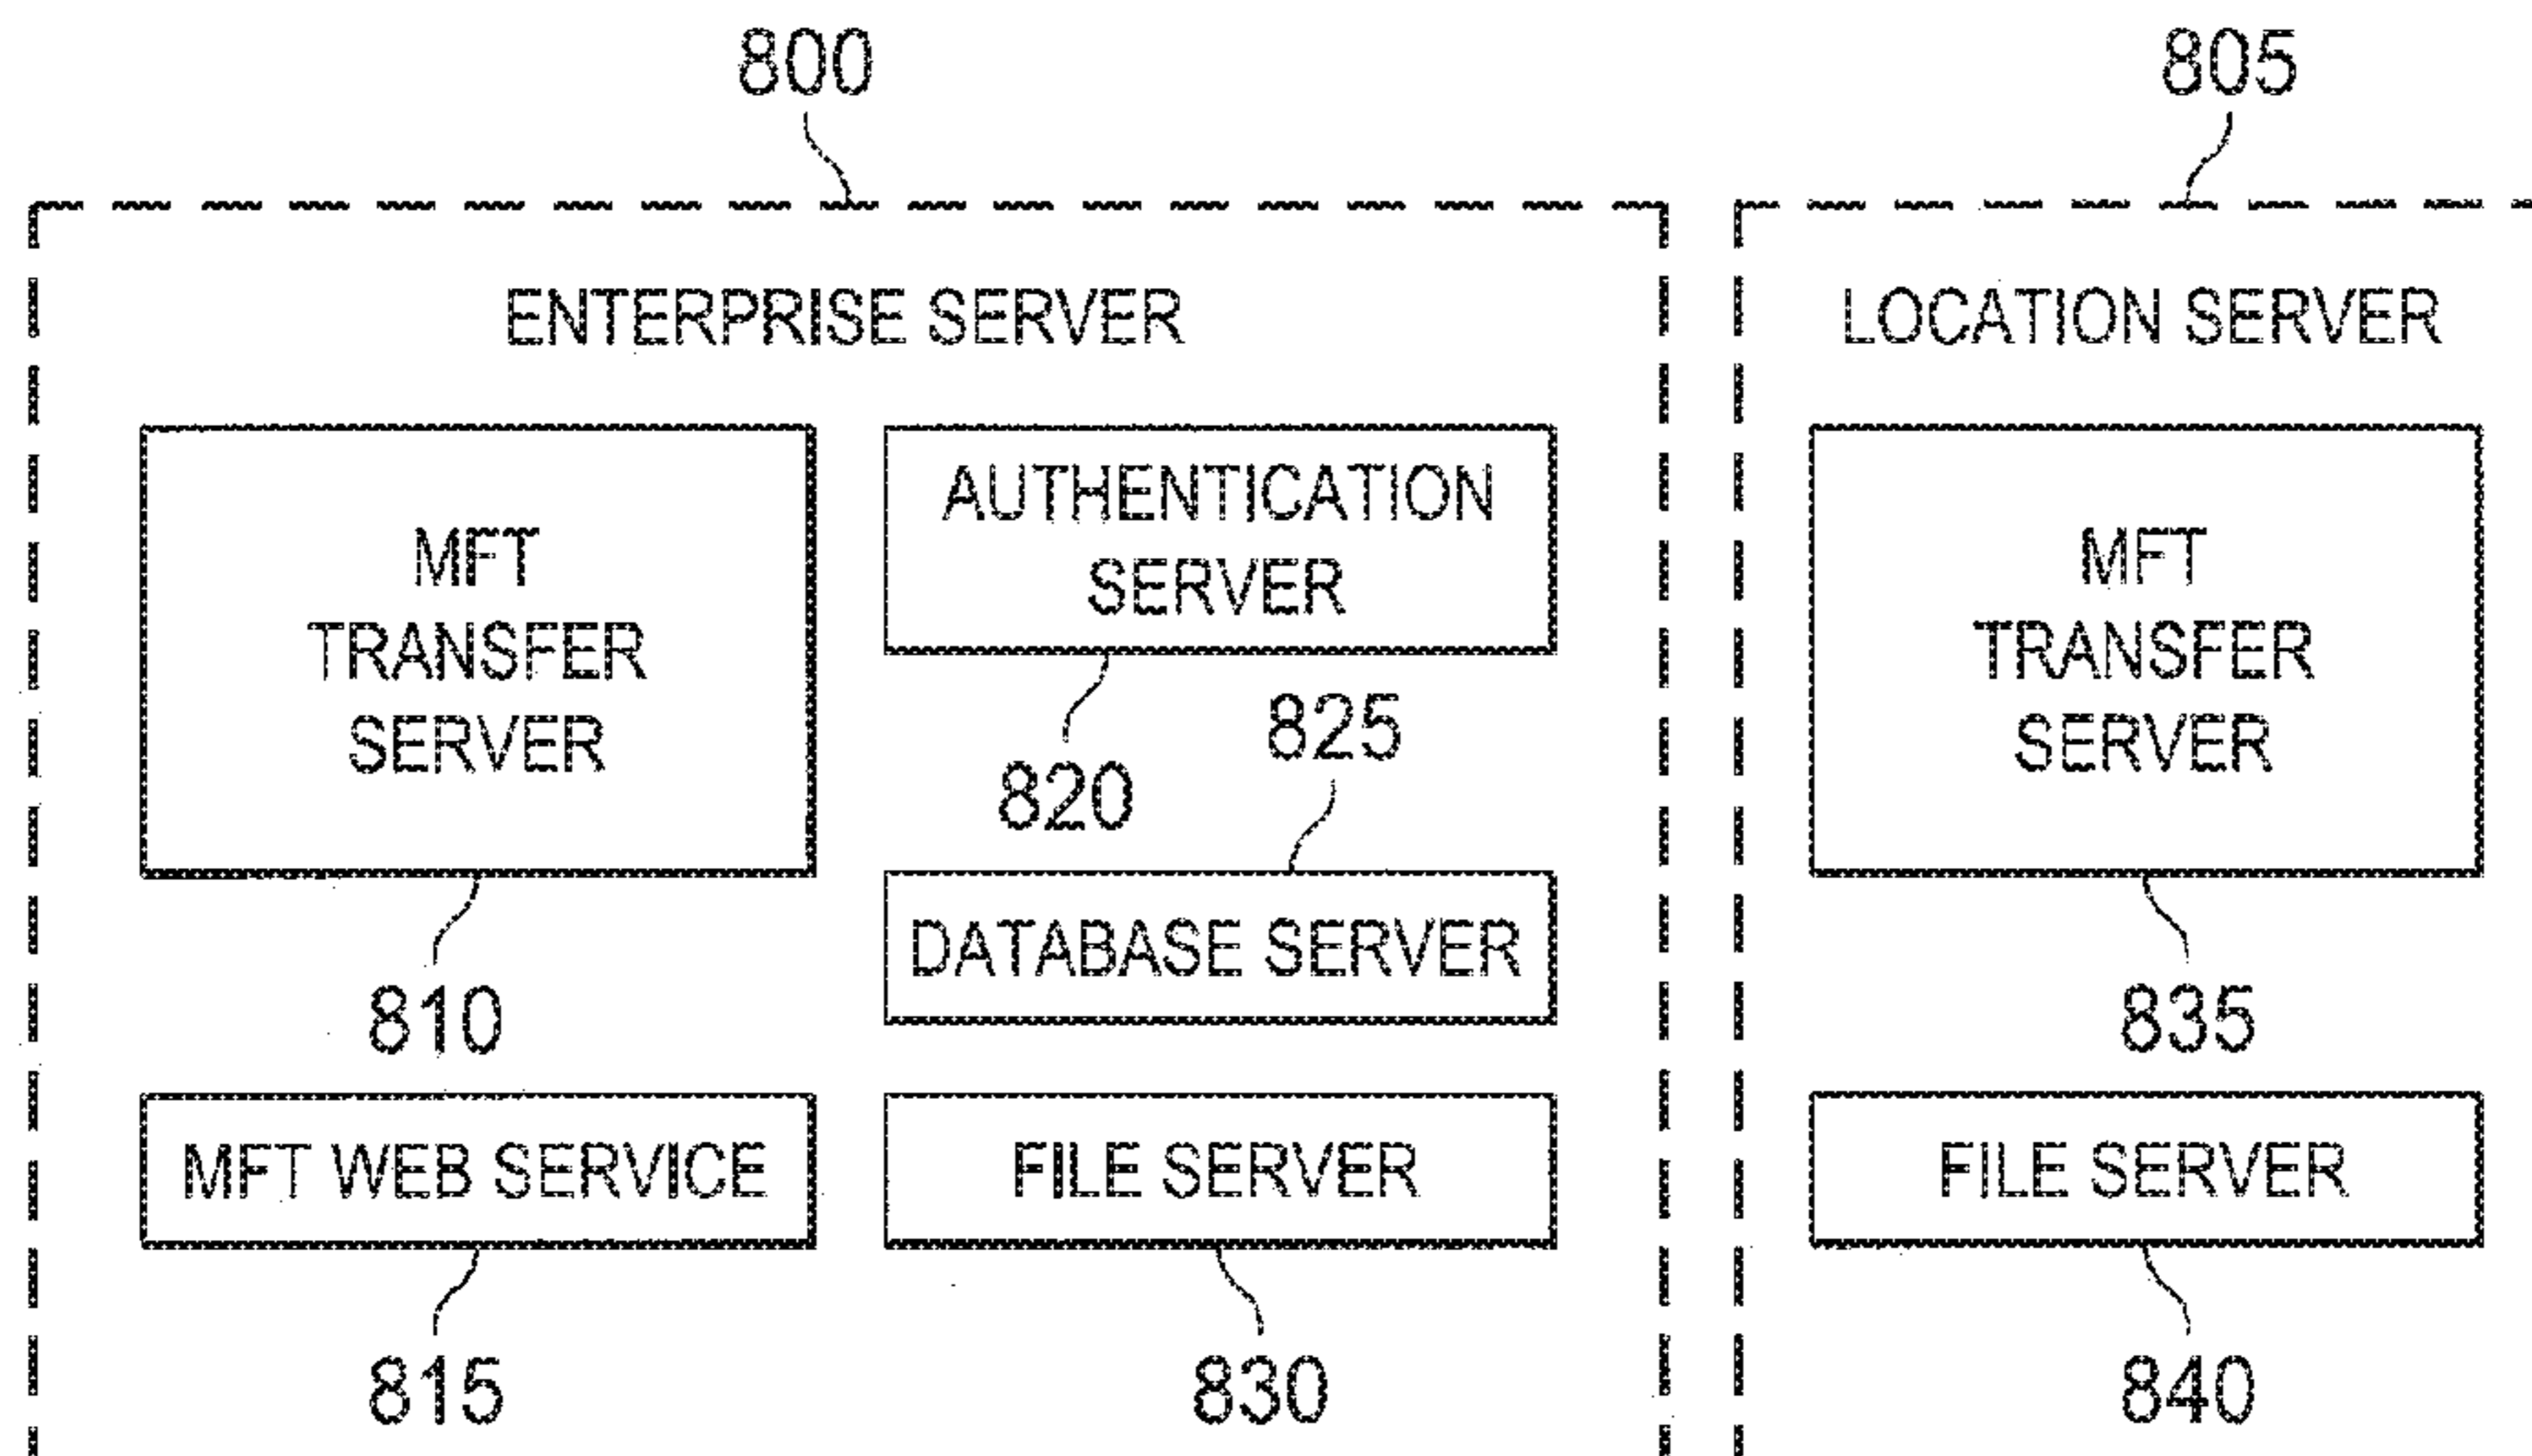 800
805
ENTERPRISE SERVER
LOCATION SERVER
MFT
TRANSFER
SERVER
810
AUTHENTICATION
SERVER
820
825
DATABASE SERVER
MFT WEB SERVICE
815
FILE SERVER
830
MFT
TRANSFER
SERVER
835
FILE SERVER
840